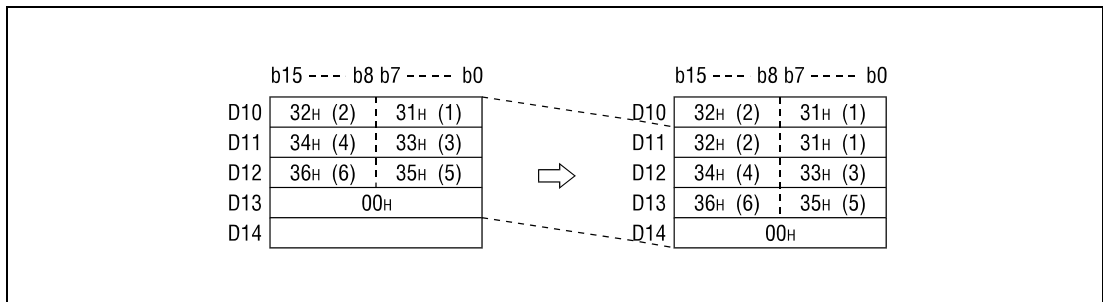 b15 ---- b8 b7 ----- b0 b15 ---- b8 b7 ----- b0
D10 32H (2) 31H (1) D10 32H (2) 31H (1)
D11 34H (4) 33H (3) D11 32H (2) 31H (1)
D12 36H (6) 35H (5) D12 34H (4) 33H (3)
D13 00H D13 36H (6) 35H (5)
D14 D14 00H